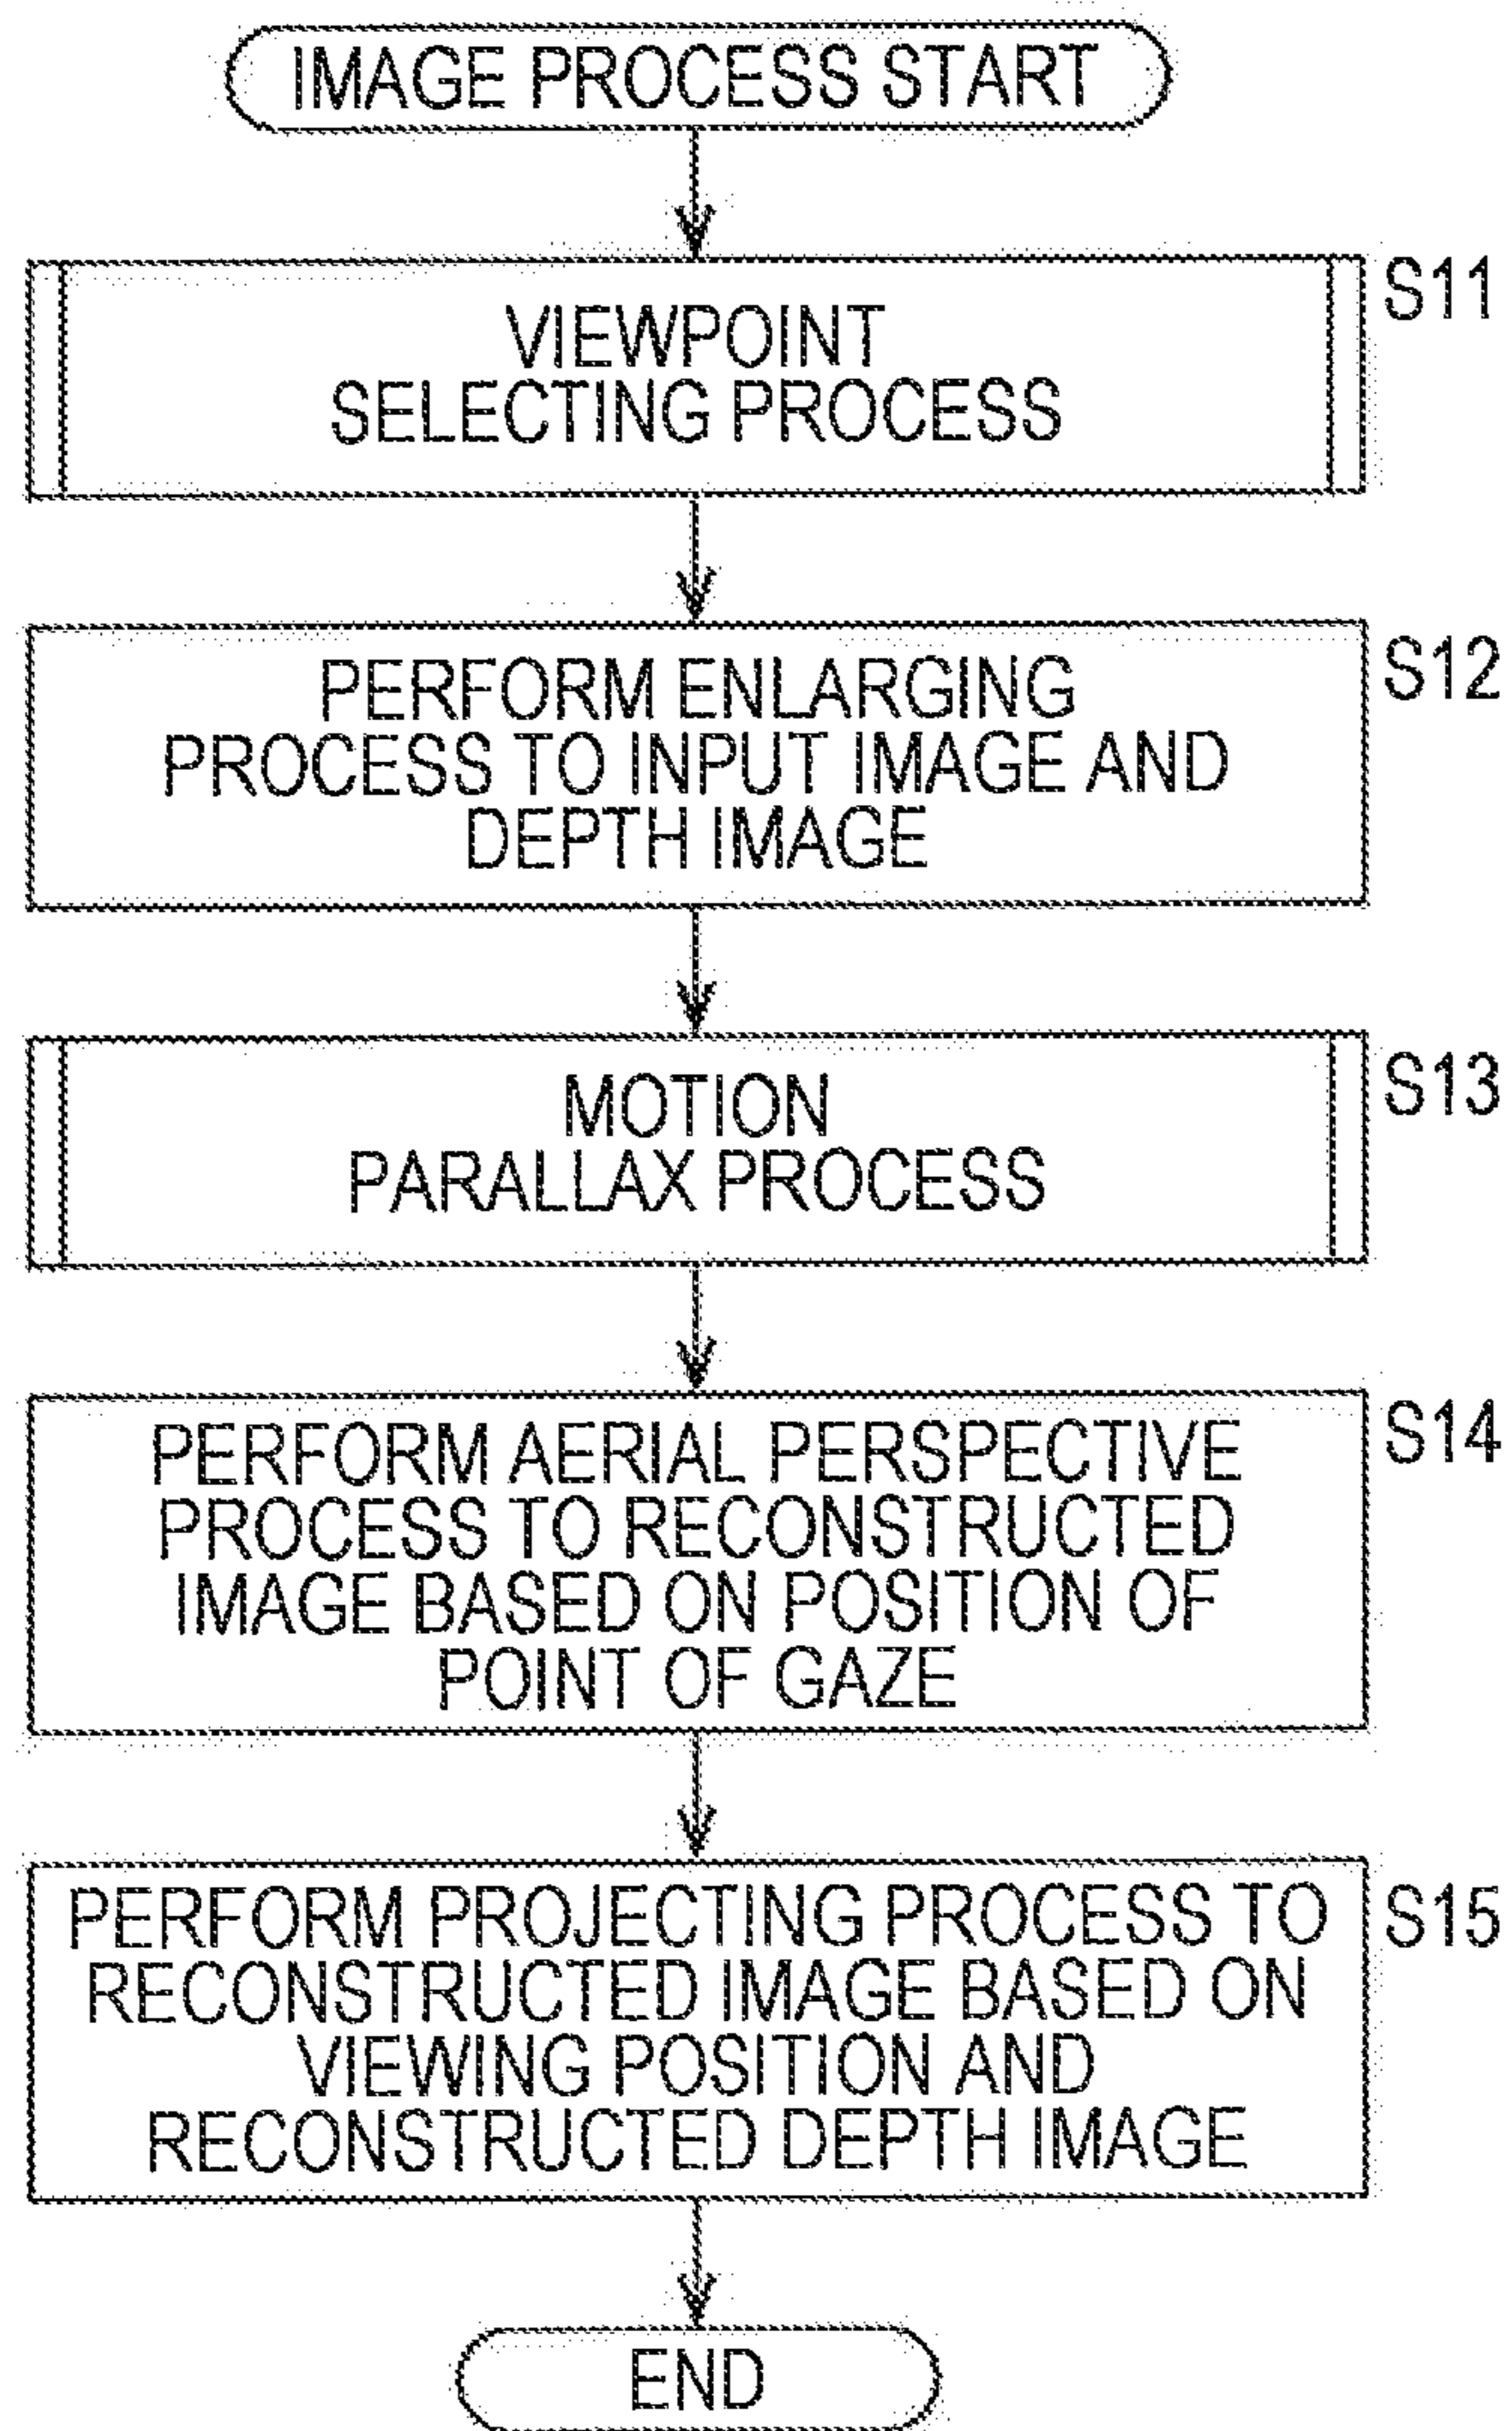 IMAGE PROCESS START
S11
VIEWPOINT
SELECTING PROCESS
S12
PERFORM ENLARGING
PROCESS TO INPUT IMAGE AND
DEPTH IMAGE
S13
MOTION
PARALLAX PROCESS
S14
PERFORM AERIAL PERSPECTIVE
PROCESS TO RECONSTRUCTED
IMAGE BASED ON POSITION OF
POINT OF GAZE
S15
PERFORM PROJECTING PROCESS TO
RECONSTRUCTED IMAGE BASED ON
VIEWING POSITION AND
RECONSTRUCTED DEPTH IMAGE
END